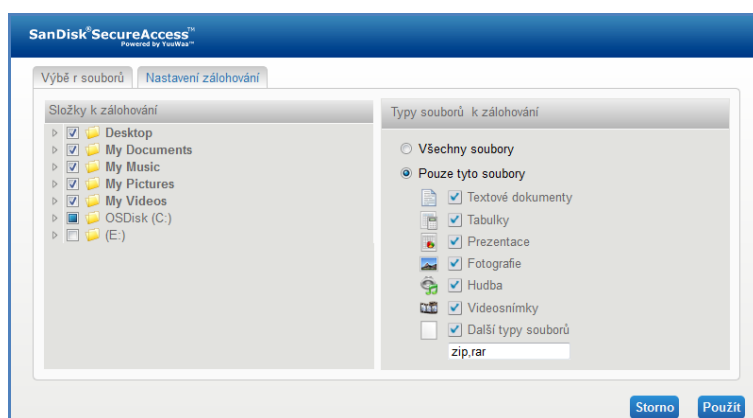 SanDisk®SecureAccess™
Powered by YuuWaa™
Výbě r souborů
Nastavení zálohování
Složky k zálohování
Desktop
My Documents
My Music
My Pictures
My Videos
OSDisk (C:)
(E:)
Typy souborů k zálohování
Všechny soubory
Pouze tyto soubory
Textové dokumenty
Tabulky
Prezentace
Fotografie
Hudba
Videosnímky
Další typy souborů
zip,rar
Storno
Použít